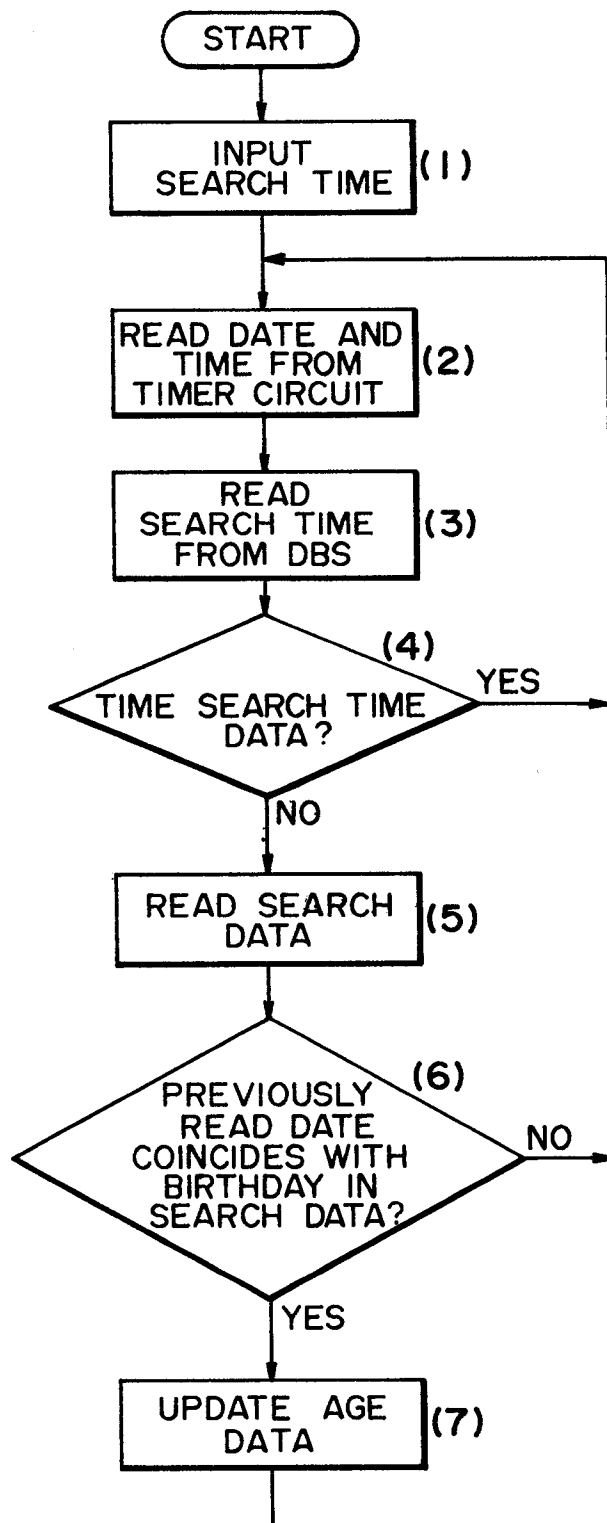 START
INPUT
SEARCH TIME
(1)
READ DATE AND
TIME FROM
TIMER CIRCUIT
(2)
READ
SEARCH TIME
FROM DBS
(3)
(4)
TIME SEARCH TIME
DATA?
YES
NO
READ SEARCH
DATA
(5)
(6)
PREVIOUSLY
READ DATE
COINCIDES WITH
BIRTHDAY IN
SEARCH DATA?
NO
YES
UPDATE AGE
DATA
(7)